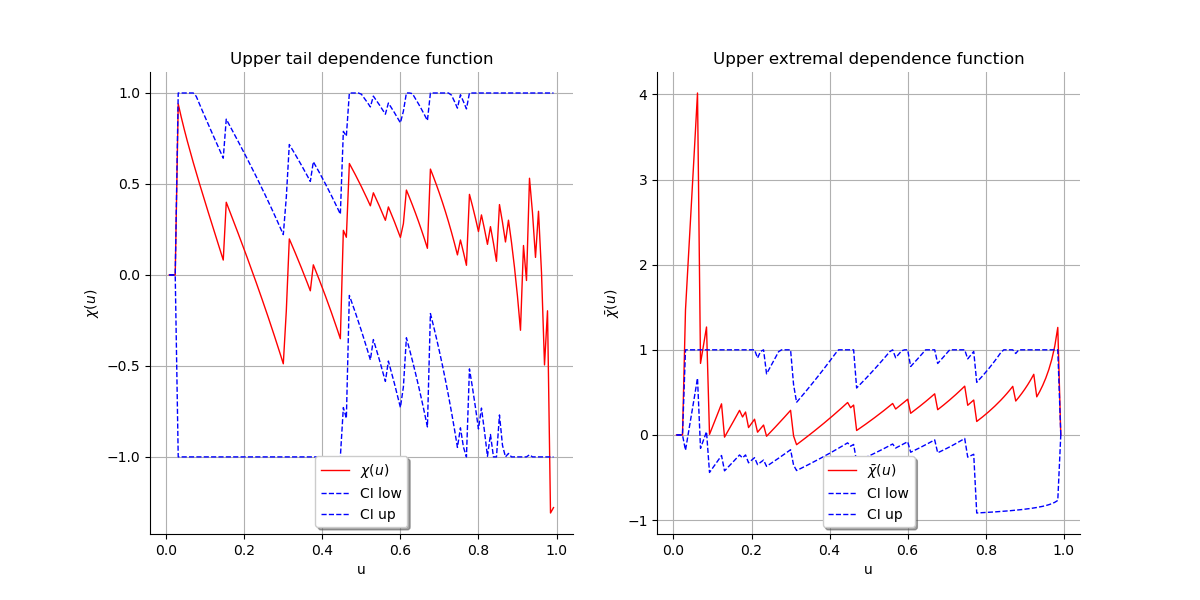 Upper tail dependence function
1.0
0.5
0.0
−0.5
−1.0
χ(u)
0.0 0.2 0.4 0.6 0.8 1.0
u
χ(u)
CI low
CI up
Upper extremal dependence function
4
3
2
1
0
−1
χ̄(u)
0.0 0.2 0.4 0.6 0.8 1.0
u
χ̄(u)
CI low
CI up